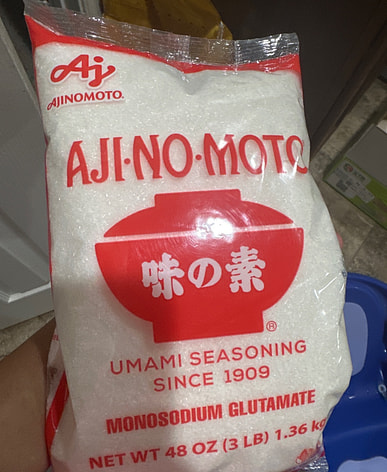 Aj
AJINOMOTO.
AJI·NO·MOTO
味の素
®
UMAMI SEASONING
SINCE 1909
MONOSODIUM GLUTAMATE
NET WT 48 OZ (3 LB) 1.36 kg